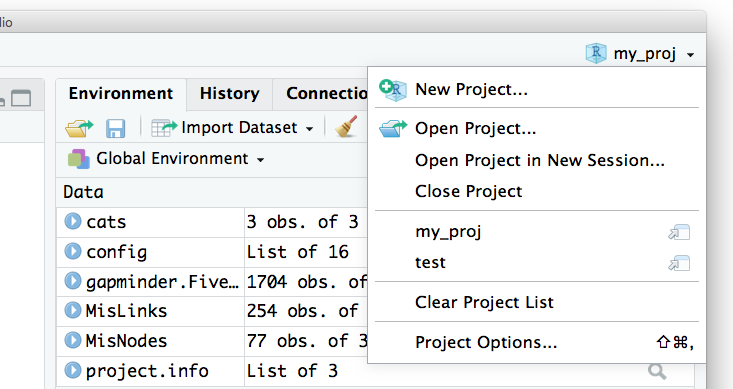 dio
my_proj
Environment History Connectio
New Project...
Import Dataset
Open Project...
Global Environment
Open Project in New Session...
Data
Close Project
cats 3 obs. of 3
my_proj
config List of 16
test
gapminder.Five… 1704 obs. of
MisLinks 254 obs. of
Clear Project List
MisNodes 77 obs. of 3
Project Options... ⇧⌘,
project.info List of 3